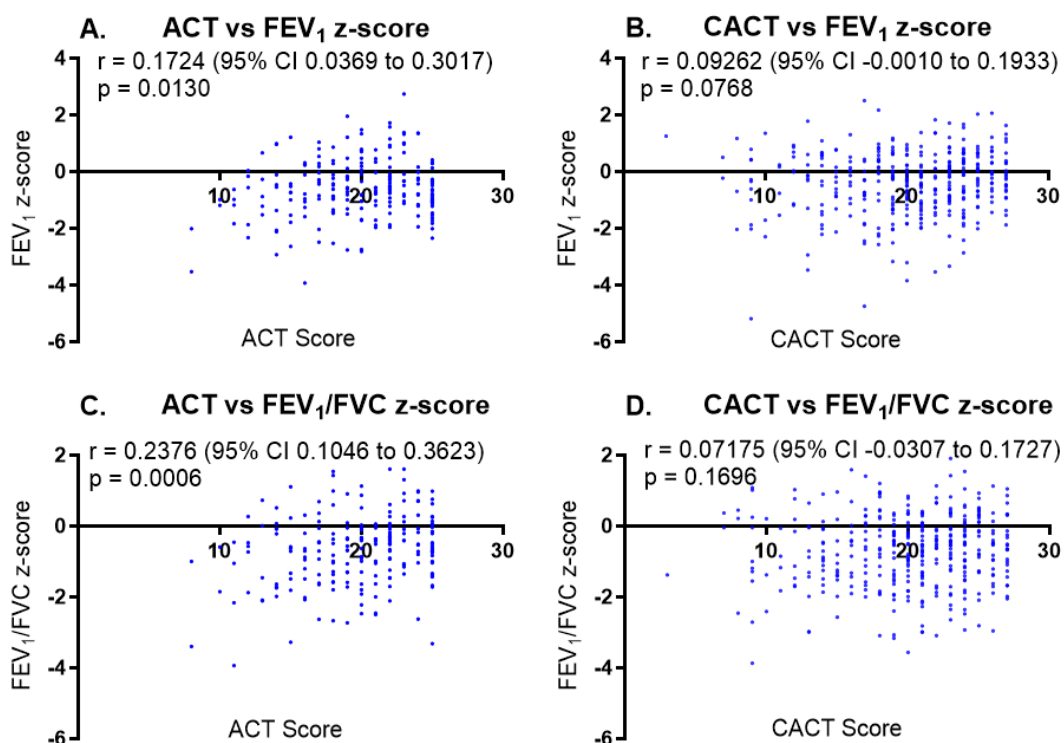 A. ACT vs FEV₁ z-score
r = 0.1724 (95% CI 0.0369 to 0.3017)
p = 0.0130
4
2
0
-2
-4
-6
10
20
30
FEV₁ z-score
ACT Score
B. CACT vs FEV₁ z-score
r = 0.09262 (95% CI -0.0010 to 0.1933)
p = 0.0768
4
2
0
-2
-4
-6
10
20
30
FEV₁ z-score
CACT Score
C. ACT vs FEV₁/FVC z-score
r = 0.2376 (95% CI 0.1046 to 0.3623)
p = 0.0006
2
0
-2
-4
-6
10
20
30
FEV₁/FVC z-score
ACT Score
D. CACT vs FEV₁/FVC z-score
r = 0.07175 (95% CI -0.0307 to 0.1727)
p = 0.1696
2
0
-2
-4
-6
10
20
30
FEV₁/FVC z-score
CACT Score